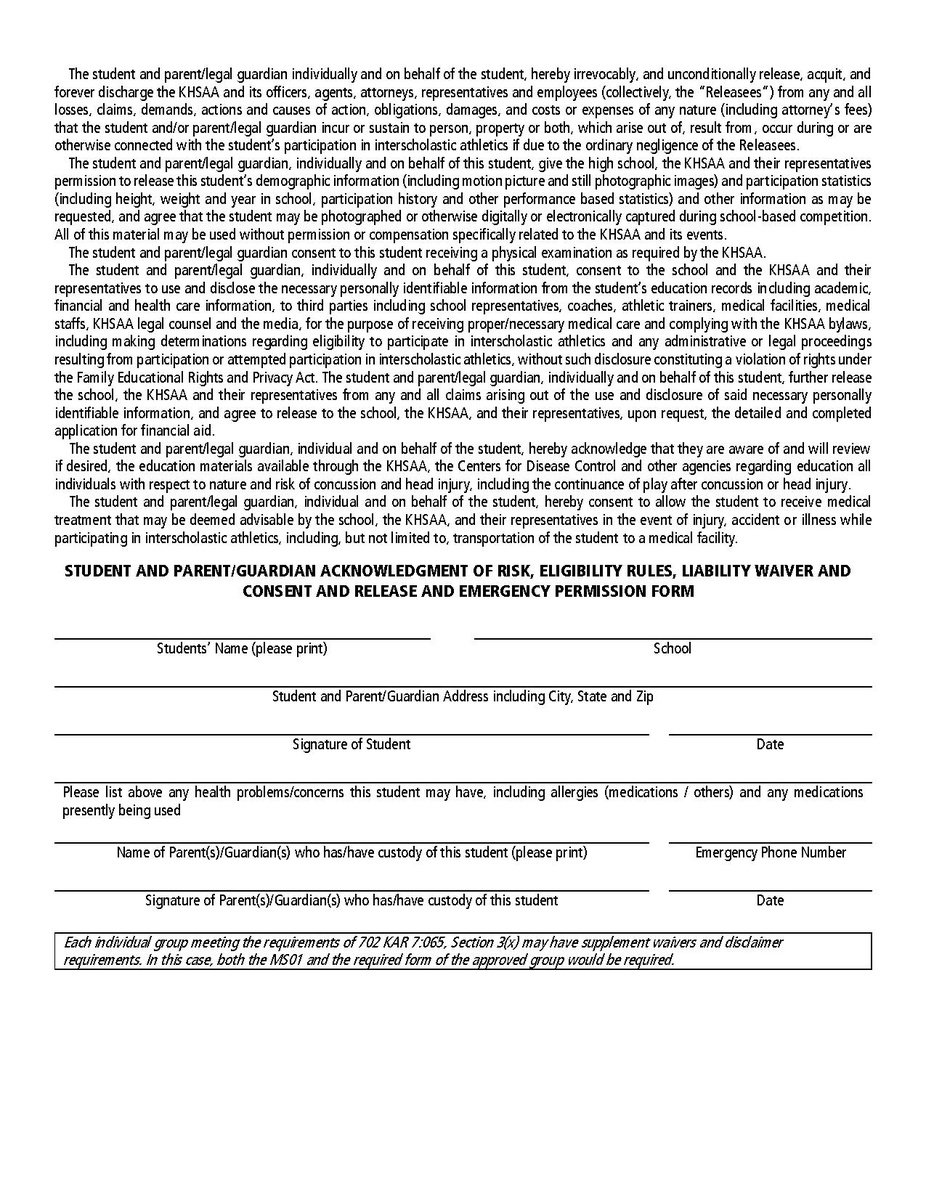 The student and parent/legal guardian individually and on behalf of the student, hereby irrevocably, and unconditionally release, acquit, and
forever discharge the KHSAA and its officers, agents, attorneys, representatives and employees (collectively, the “Releasees”) from any and all
losses, claims, demands, actions and causes of action, obligations, damages, and costs or expenses of any nature (including attorney’s fees)
that the student and/or parent/legal guardian incur or sustain to person, property or both, which arise out of, result from, occur during or are
otherwise connected with the student’s participation in interscholastic athletics if due to the ordinary negligence of the Releasees.
The student and parent/legal guardian, individually and on behalf of this student, give the high school, the KHSAA and their representatives
permission to release this student’s demographic information (including motion picture and still photographic images) and participation statistics
(including height, weight and year in school, participation history and other performance based statistics) and other information as may be
requested, and agree that the student may be photographed or otherwise digitally or electronically captured during school-based competition.
All of this material may be used without permission or compensation specifically related to the KHSAA and its events.
The student and parent/legal guardian consent to this student receiving a physical examination as required by the KHSAA.
The student and parent/legal guardian, individually and on behalf of this student, consent to the school and the KHSAA and their
representatives to use and disclose the necessary personally identifiable information from the student’s education records including academic,
financial and health care information, to third parties including school representatives, coaches, athletic trainers, medical facilities, medical
staffs, KHSAA legal counsel and the media, for the purpose of receiving proper/necessary medical care and complying with the KHSAA bylaws,
including making determinations regarding eligibility to participate in interscholastic athletics and any administrative or legal proceedings
resulting from participation or attempted participation in interscholastic athletics, without such disclosure constituting a violation of rights under
the Family Educational Rights and Privacy Act. The student and parent/legal guardian, individually and on behalf of this student, further release
the school, the KHSAA and their representatives from any and all claims arising out of the use and disclosure of said necessary personally
identifiable information, and agree to release to the school, the KHSAA, and their representatives, upon request, the detailed and completed
application for financial aid.
The student and parent/legal guardian, individual and on behalf of the student, hereby acknowledge that they are aware of and will review
if desired, the education materials available through the KHSAA, the Centers for Disease Control and other agencies regarding education all
individuals with respect to nature and risk of concussion and head injury, including the continuance of play after concussion or head injury.
The student and parent/legal guardian, individual and on behalf of the student, hereby consent to allow the student to receive medical
treatment that may be deemed advisable by the school, the KHSAA, and their representatives in the event of injury, accident or illness while
participating in interscholastic athletics, including, but not limited to, transportation of the student to a medical facility.
STUDENT AND PARENT/GUARDIAN ACKNOWLEDGMENT OF RISK, ELIGIBILITY RULES, LIABILITY WAIVER AND
CONSENT AND RELEASE AND EMERGENCY PERMISSION FORM
Students’ Name (please print) School
Student and Parent/Guardian Address including City, State and Zip
Signature of Student Date
Please list above any health problems/concerns this student may have, including allergies (medications / others) and any medications
presently being used
Name of Parent(s)/Guardian(s) who has/have custody of this student (please print) Emergency Phone Number
Signature of Parent(s)/Guardian(s) who has/have custody of this student Date
Each individual group meeting the requirements of 702 KAR 7:065, Section 3(x) may have supplement waivers and disclaimer
requirements. In this case, both the MS01 and the required form of the approved group would be required.